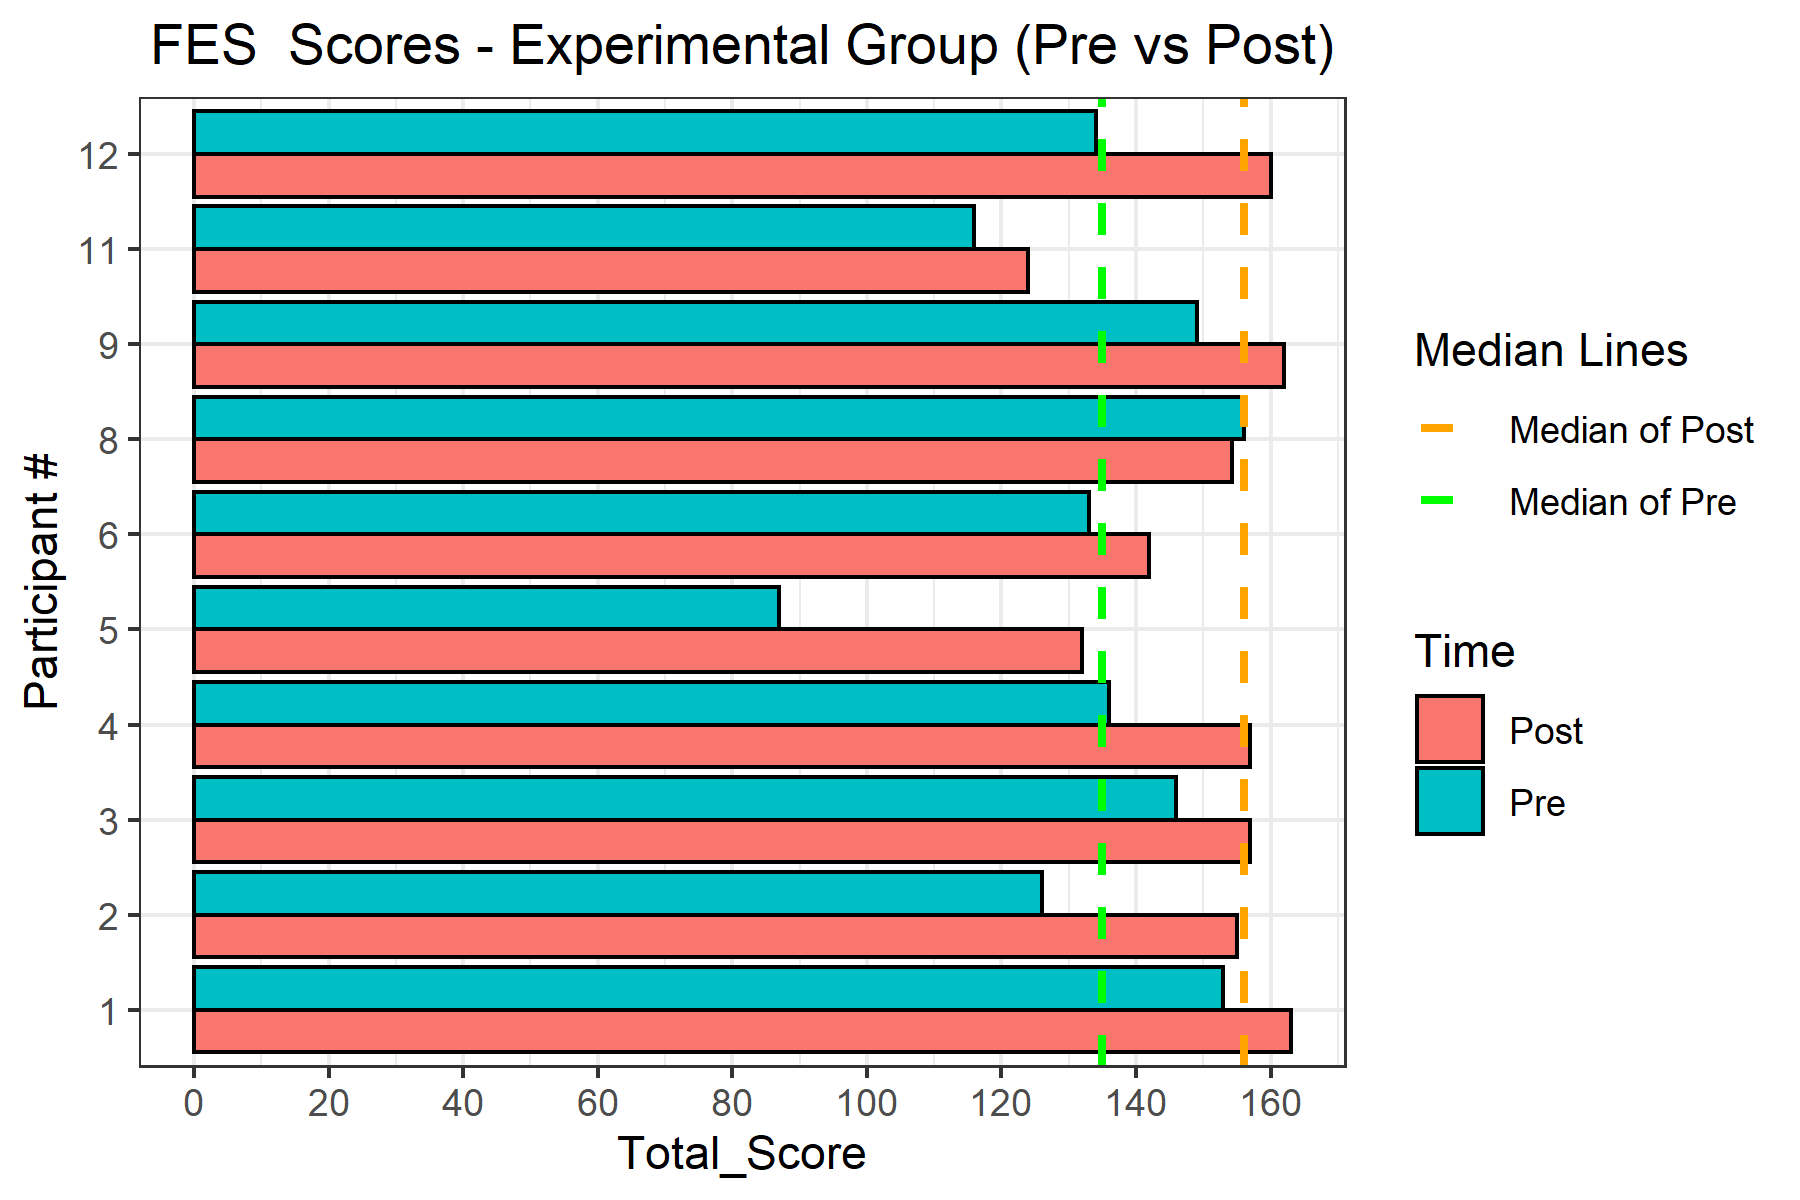 FES  Scores - Experimental Group (Pre vs Post)
Participant #
12
11
9
8
6
5
4
3
2
1
0 20 40 60 80 100 120 140 160
Total_Score
Median Lines
Median of Post
Median of Pre
Time
Post
Pre